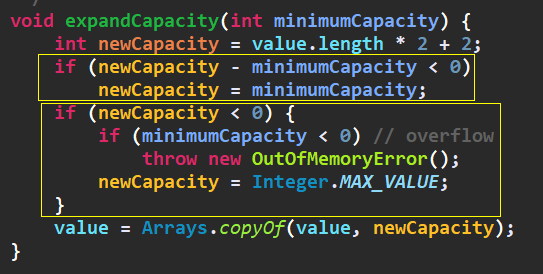 void expandCapacity(int minimumCapacity) {
int newCapacity = value.length * 2 + 2;
if (newCapacity - minimumCapacity < 0)
newCapacity = minimumCapacity;
if (newCapacity < 0) {
if (minimumCapacity < 0) // overflow
throw new OutOfMemoryError();
newCapacity = Integer.MAX_VALUE;
}
value = Arrays.copyOf(value, newCapacity);
}